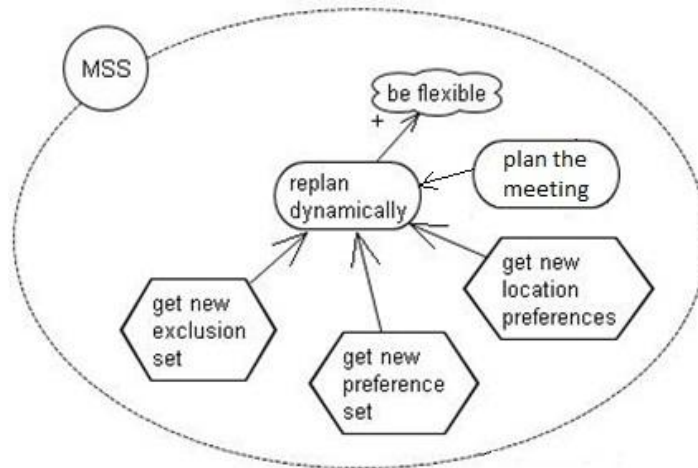 MSS
be flexible
+
plan the
meeting
replan
dynamically
get new
location
preferences
get new
exclusion
set
get new
preference
set